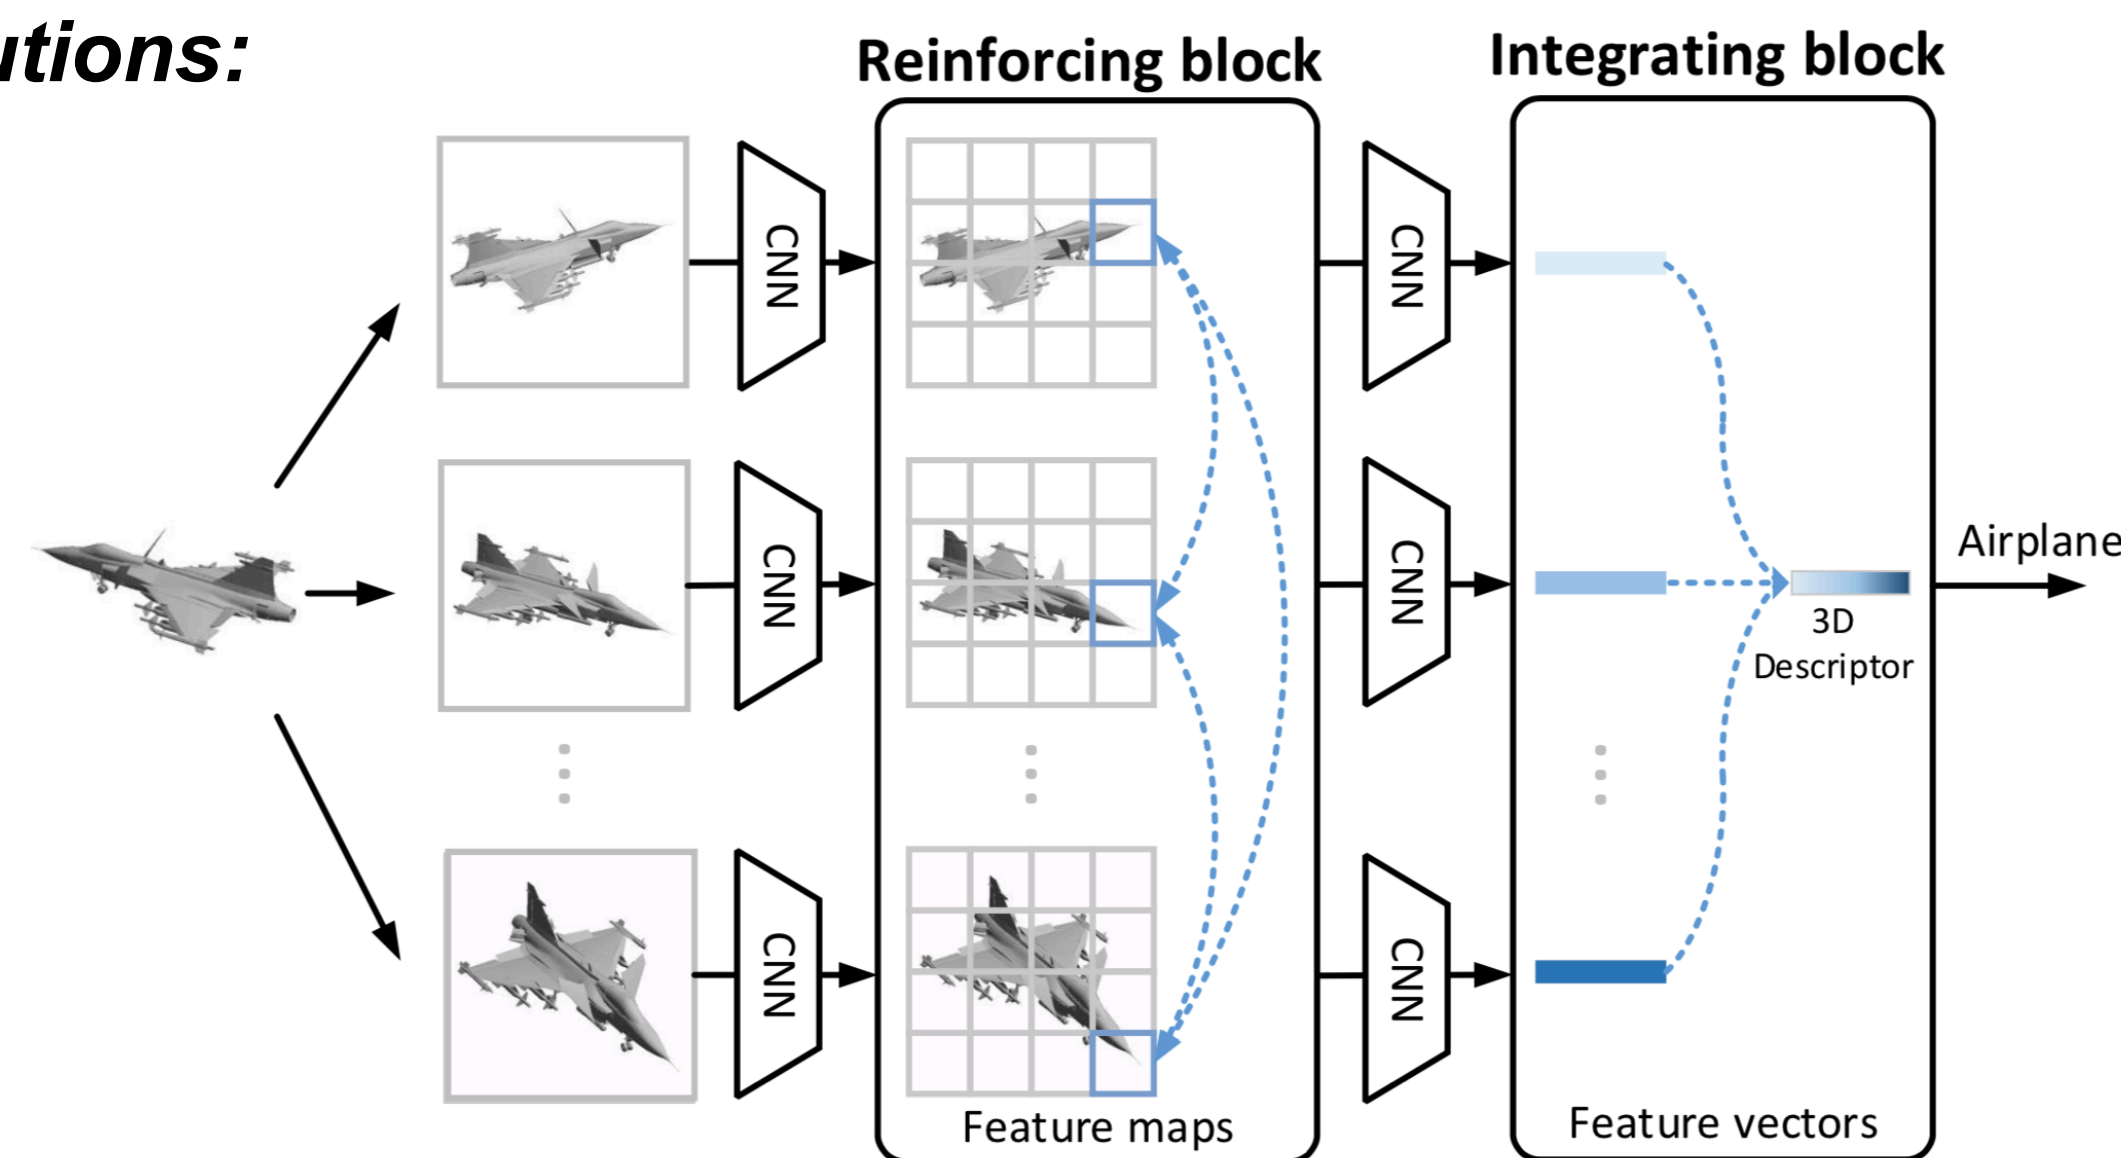 utions:
Reinforcing block
Integrating block
CNN
CNN
CNN
CNN
CNN
CNN
Airplane
3D
Descriptor
Feature maps
Feature vectors